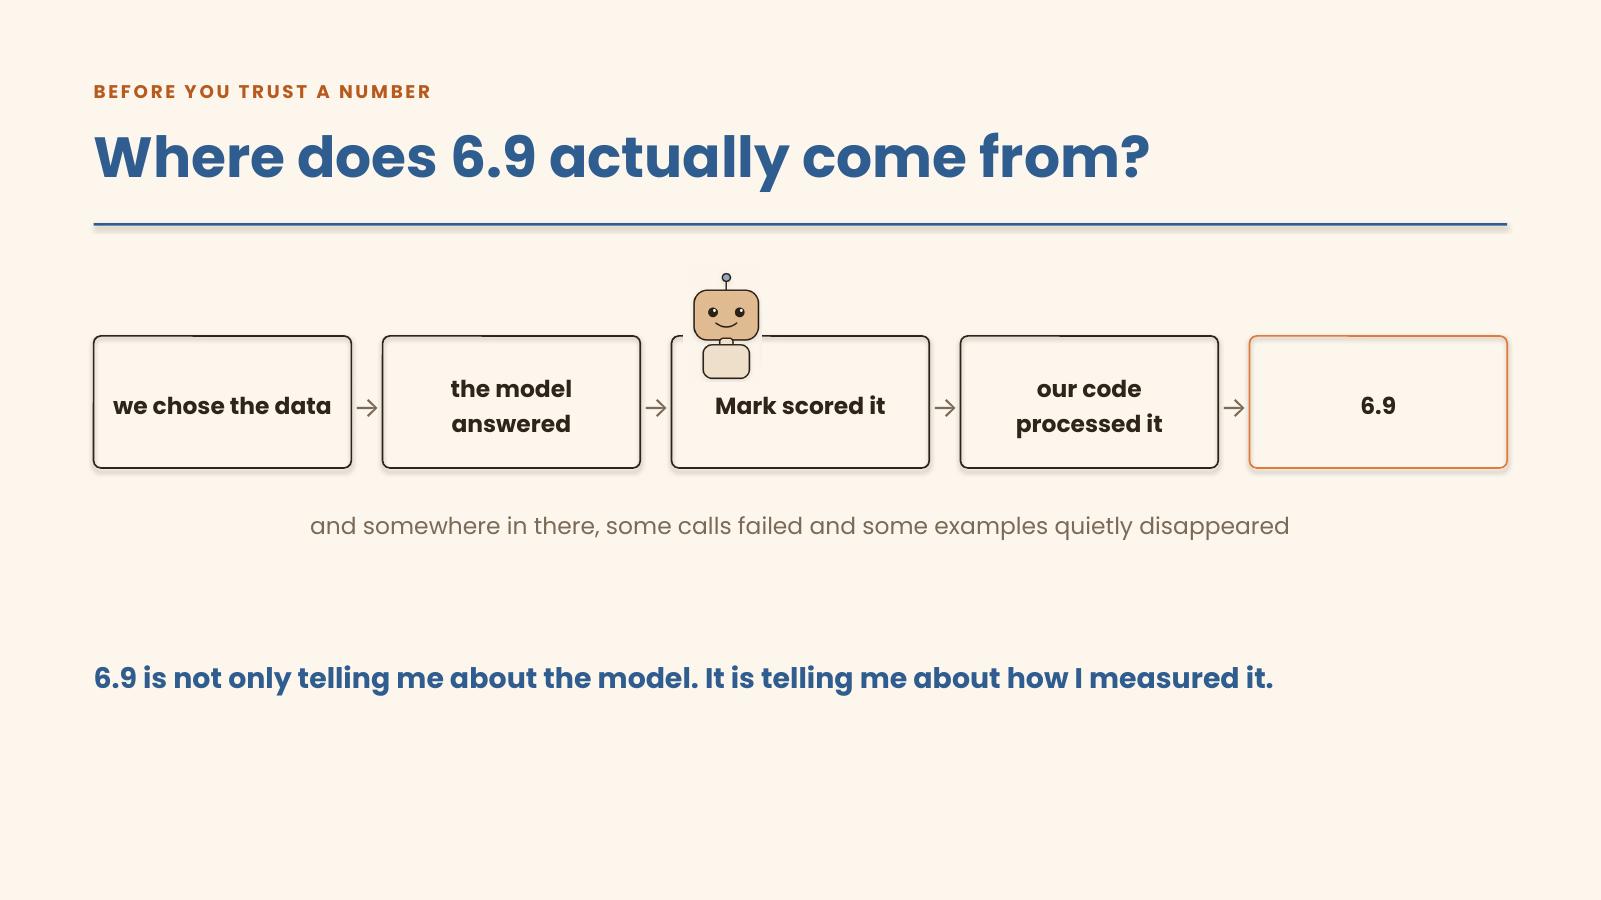 BEFORE YOU TRUST A NUMBER
Where does 6.9 actually come from?
we chose the data
the model
answered
Mark scored it
our code
processed it
6.9
and somewhere in there, some calls failed and some examples quietly disappeared
6.9 is not only telling me about the model. It is telling me about how I measured it.